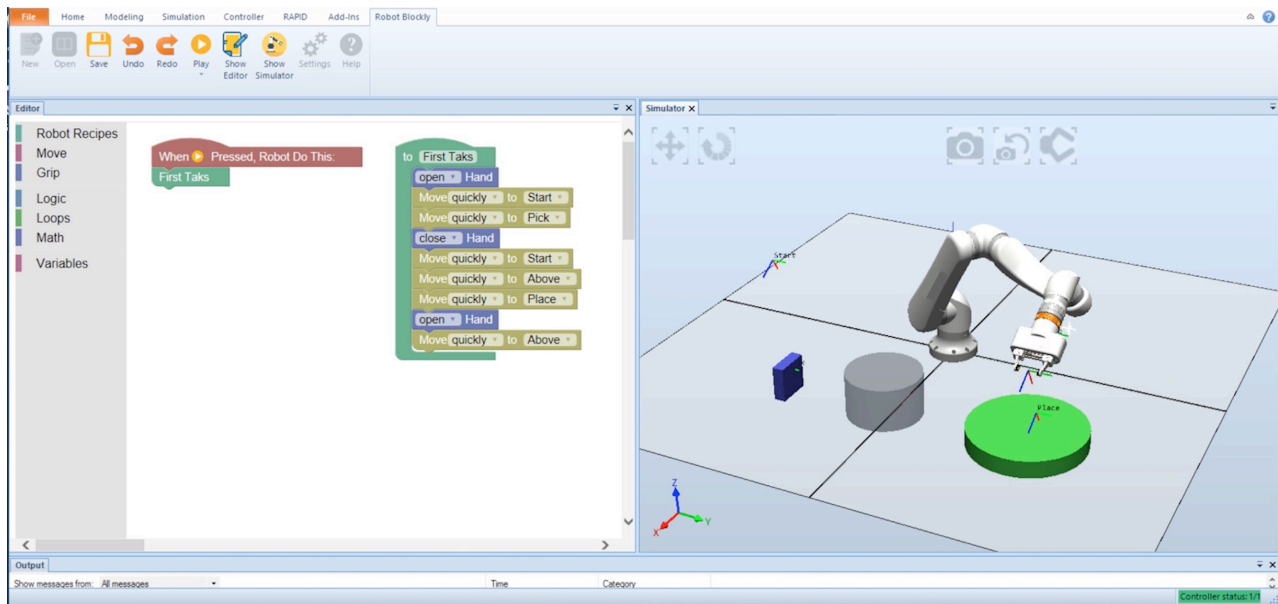 File Home Modeling Simulation Controller RAPID Add-Ins Robot Blockly
New Open Save Undo Redo Play Show Editor Show Simulator Settings Help
Editor
Simulator
Robot Recipes
Move
Grip
Logic
Loops
Math
Variables
When Pressed, Robot Do This:
First Taks
to First Taks
open Hand
Move quickly to Start
Move quickly to Pick
close Hand
Move quickly to Start
Move quickly to Above
Move quickly to Place
open Hand
Move quickly to Above
Start
Place
Z
X
Y
Output
Show messages from: All messages Time Category
Controller status: 1/1